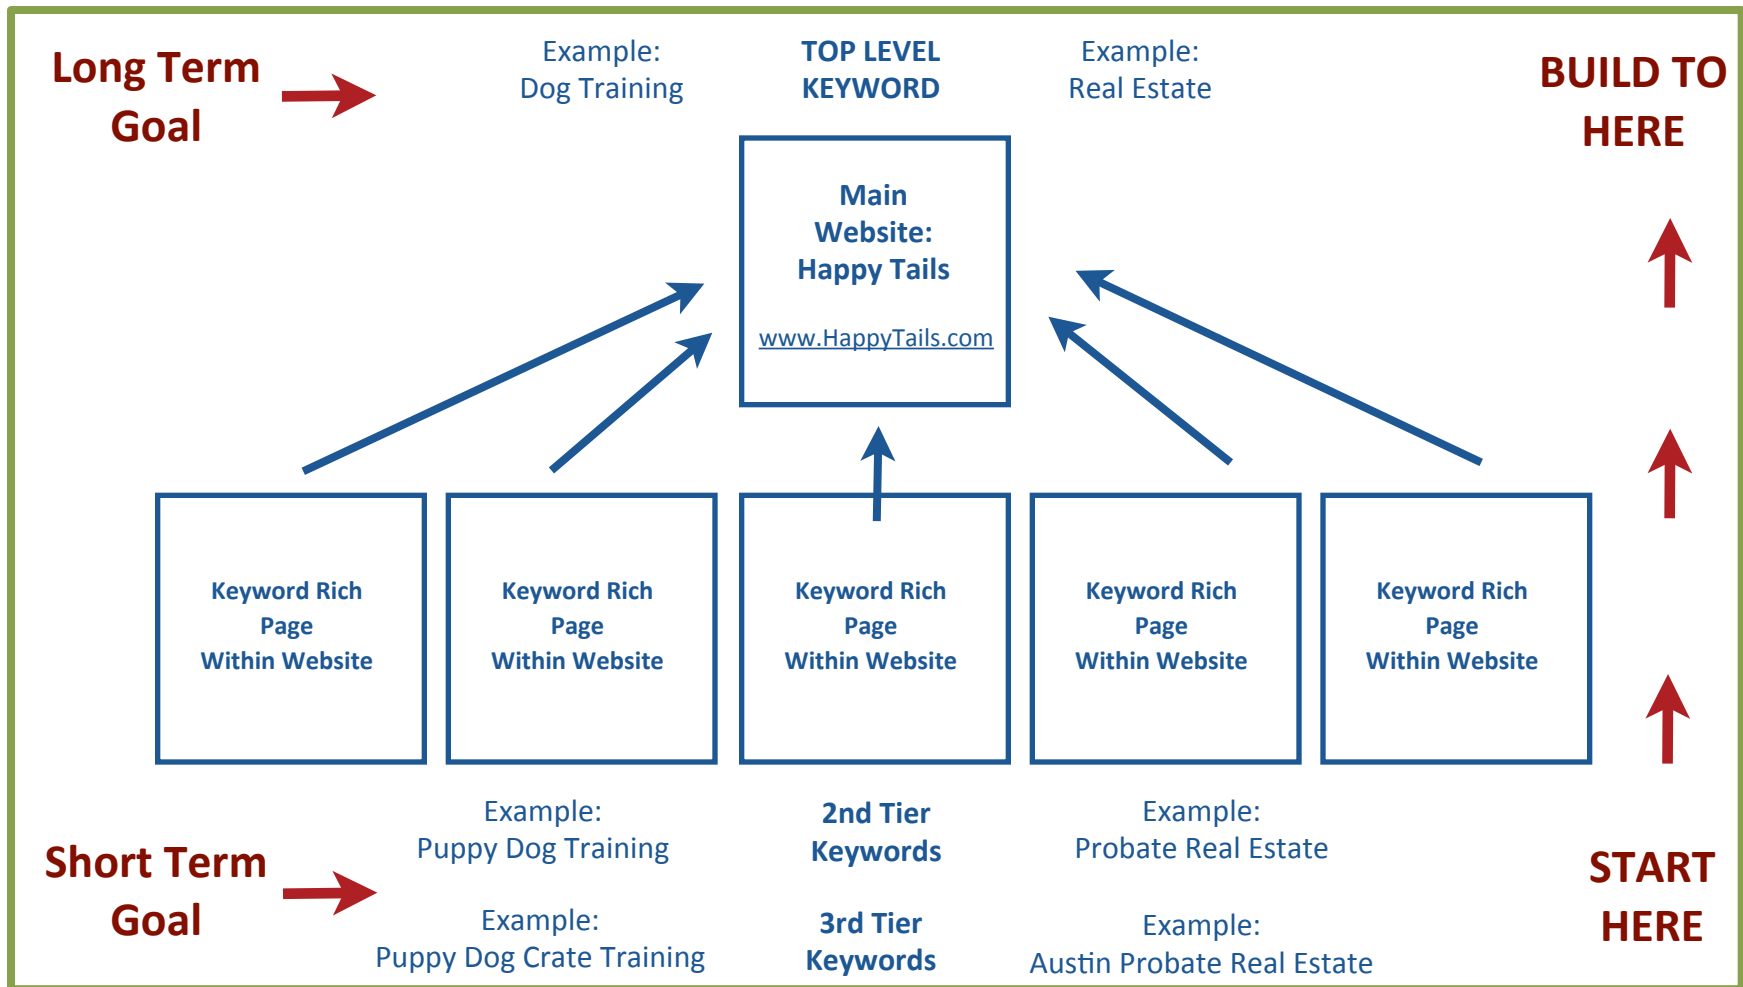 Long Term
Goal
Example:
Dog Training
TOP LEVEL
KEYWORD
Example:
Real Estate
BUILD TO
HERE
Main
Website:
Happy Tails
www.HappyTails.com
Keyword Rich
Page
Within Website
Keyword Rich
Page
Within Website
Keyword Rich
Page
Within Website
Keyword Rich
Page
Within Website
Keyword Rich
Page
Within Website
Short Term
Goal
Example:
Puppy Dog Training
2nd Tier
Keywords
Example:
Probate Real Estate
Example:
Puppy Dog Crate Training
3rd Tier
Keywords
Example:
Austin Probate Real Estate
START
HERE